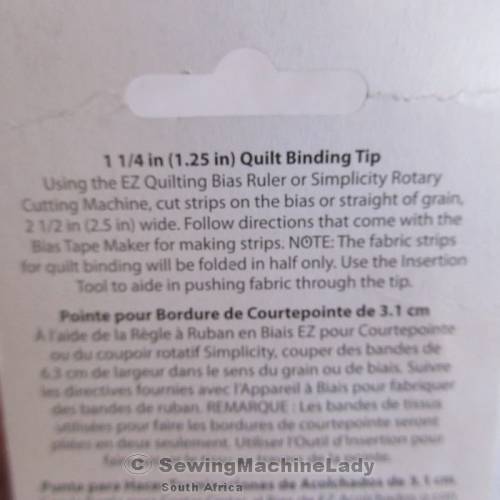 1 1/4 in (1.25 in) Quilt Binding Tip
Using the EZ Quilting Bias Ruler or Simplicity Rotary
Cutting Machine, cut strips on the bias or straight of grain,
2 1/2 in (2.5 in) wide. Follow directions that come with the
Bias Tape Maker for making strips. NOTE: The fabric strips
for quilt binding will be folded in half only. Use the Insertion
Tool to aide in pushing fabric through the tip.
Pointe pour Bordure de Courtepointe de 3.1 cm
À l'aide de la Règle à Ruban en Biais EZ pour Courtepointe
ou du coupoir rotatif Simplicity, couper des bandes de
6.3 cm de largeur dans le sens du grain ou de biais. Suivre
les directives fournies avec l'Appareil à Biais pour fabriquer
des bandes de ruban. REMARQUE : Les bandes de tissus
utilisées pour faire les bordures de courtepointe seront
pliées en deux seulement. Utiliser l'Outil d'Insertion pour
© SewingMachineLady
South Africa
de Acolchados de 3.1 cm